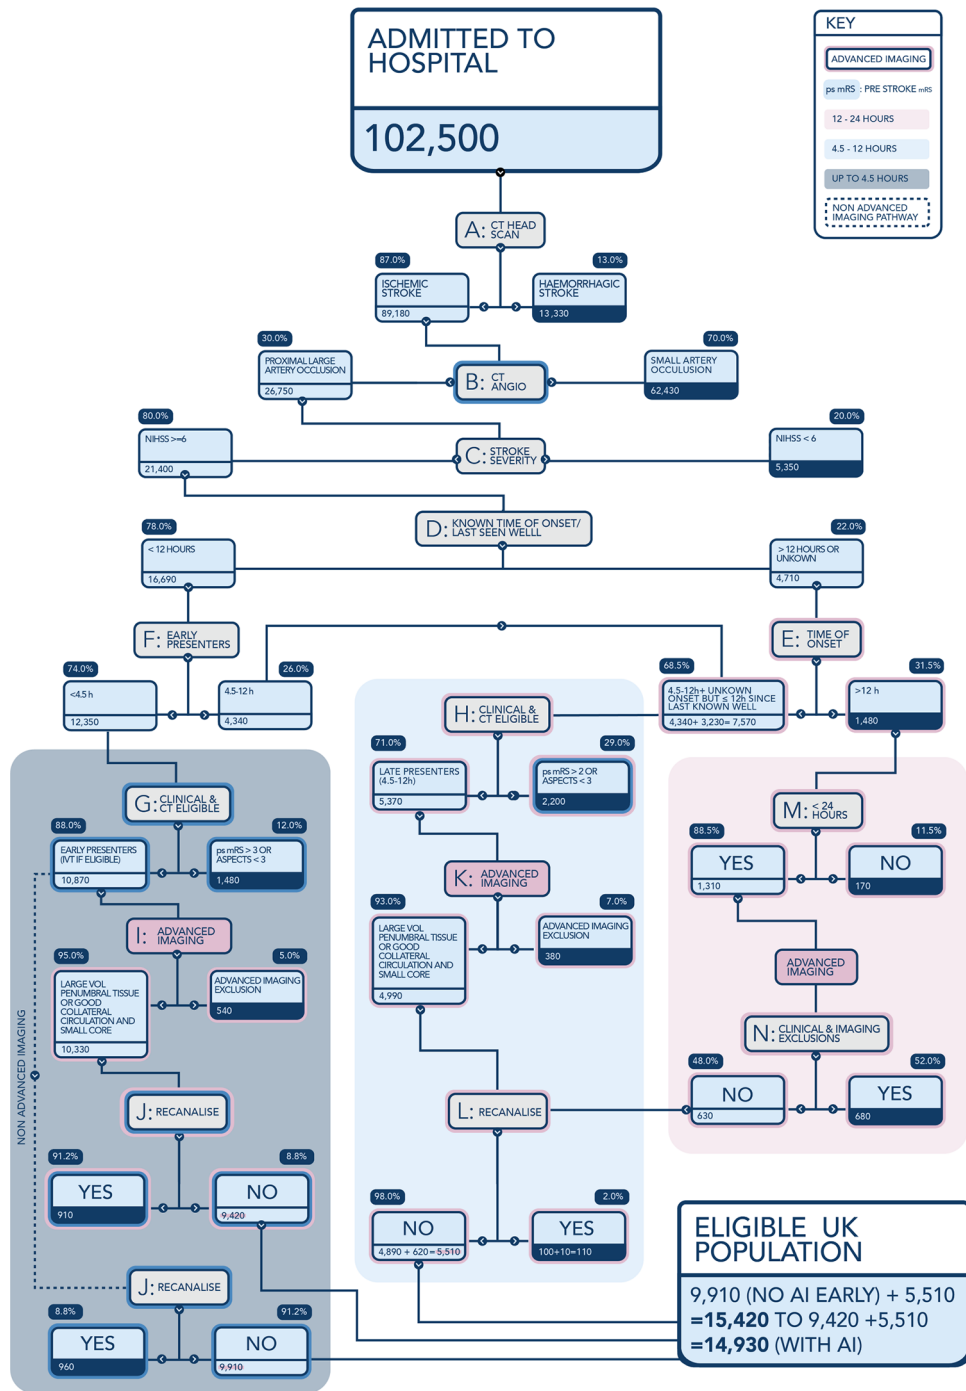 ADMITTED TO
HOSPITAL
102,500
KEY
ADVANCED IMAGING
ps mRS : PRE STROKE mRS
12 - 24 HOURS
4.5 - 12 HOURS
UP TO 4.5 HOURS
NON ADVANCED
IMAGING PATHWAY
A: CT HEAD
SCAN
87.0%
13.0%
ISCHEMIC
STROKE
89,180
HAEMORRHAGIC
STROKE
13,330
30.0%
70.0%
PROXIMAL LARGE
ARTERY OCCLUSION
26,750
B: CT
ANGIO
SMALL ARTERY
OCCULUSION
62,430
80.0%
20.0%
NIHSS >=6
21,400
C: STROKE
SEVERITY
NIHSS < 6
5,350
D: KNOWN TIME OF ONSET/
LAST SEEN WELLL
78.0%
22.0%
< 12 HOURS
16,690
> 12 HOURS OR
UNKOWN
4,710
F: EARLY
PRESENTERS
E: TIME OF
ONSET
74.0%
26.0%
68.5%
31.5%
<4.5 h
12,350
4.5-12 h
4,340
4.5-12h+ UNKOWN
ONSET BUT ≤ 12h SINCE
LAST KNOWN WELL
4,340+ 3,230= 7,570
>12 h
1,480
H: CLINICAL &
CT ELIGIBLE
71.0%
29.0%
LATE PRESENTERS
(4.5-12h)
5,370
ps mRS > 2 OR
ASPECTS < 3
2,200
G: CLINICAL &
CT ELIGIBLE
M: < 24
HOURS
88.0%
12.0%
88.5%
11.5%
EARLY PRESENTERS
(IVT IF ELIGIBLE)
10,870
ps mRS > 3 OR
ASPECTS < 3
1,480
YES
1,310
NO
170
K: ADVANCED
IMAGING
93.0%
7.0%
LARGE VOL
PENUMBRAL TISSUE
OR GOOD
COLLATERAL
CIRCULATION AND
SMALL CORE
4,990
ADVANCED IMAGING
EXCLUSION
380
I: ADVANCED
IMAGING
95.0%
5.0%
LARGE VOL
PENUMBRAL TISSUE
OR GOOD
COLLATERAL
CIRCULATION AND
SMALL CORE
10,330
ADVANCED IMAGING
EXCLUSION
540
ADVANCED
IMAGING
N: CLINICAL & IMAGING
EXCLUSIONS
48.0%
52.0%
NO
630
YES
680
NON ADVANCED IMAGING
J: RECANALISE
L: RECANALISE
91.2%
8.8%
YES
910
NO
9,420
98.0%
2.0%
NO
4,890 + 620 = 5,510
YES
100+10=110
J: RECANALISE
8.8%
91.2%
YES
960
NO
9,910
ELIGIBLE UK
POPULATION
9,910 (NO AI EARLY) + 5,510
=15,420 TO 9,420 +5,510
=14,930 (WITH AI)